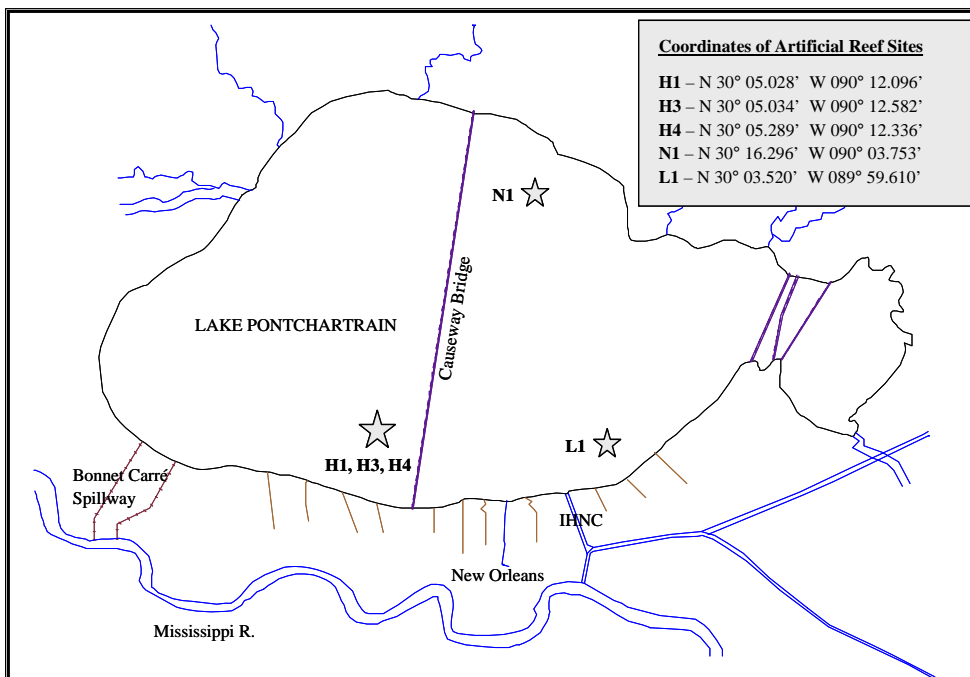 Coordinates of Artificial Reef Sites
H1 – N 30° 05.028’ W 090° 12.096’
H3 – N 30° 05.034’ W 090° 12.582’
H4 – N 30° 05.289’ W 090° 12.336’
N1 – N 30° 16.296’ W 090° 03.753’
L1 – N 30° 03.520’ W 089° 59.610’
N1
Causeway Bridge
LAKE PONTCHARTRAIN
L1
H1, H3, H4
Bonnet Carré
Spillway
IHNC
New Orleans
Mississippi R.